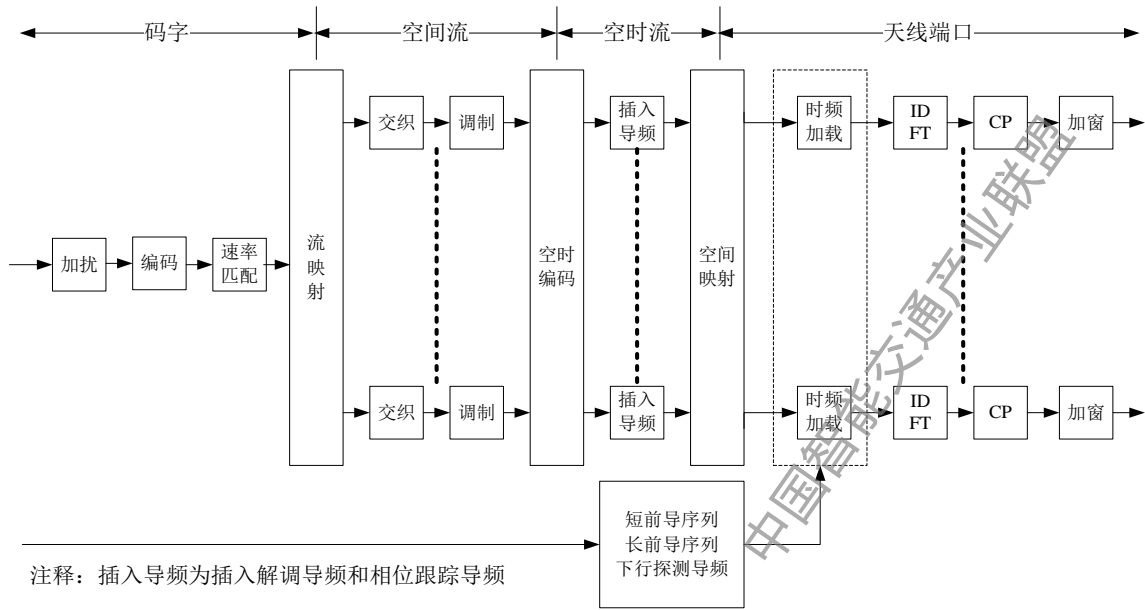 码字
空间流
空时流
天线端口
交织
调制
插入
导频
时频
加载
ID
FT
CP
加窗
加扰
编码
速率
匹配
流
映
射
空时
编码
空间
映射
交织
调制
插入
导频
时频
加载
ID
FT
CP
加窗
短前导序列
长前导序列
下行探测导频
注释：插入导频为插入解调导频和相位跟踪导频
中国智能交通产业联盟